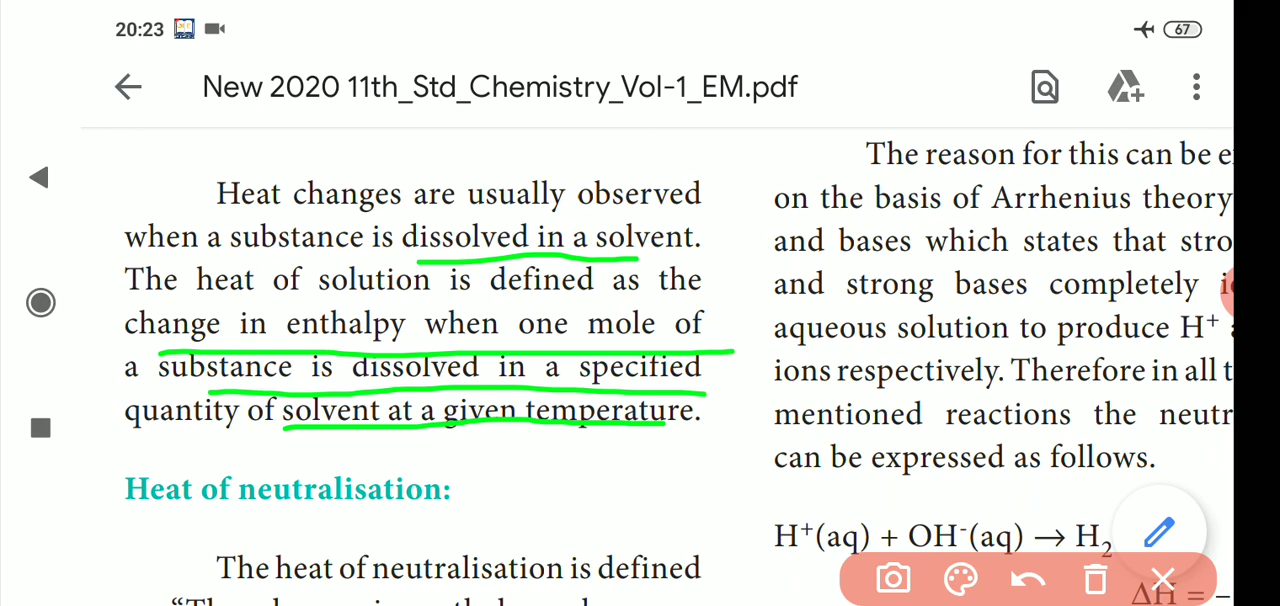 20:23
67
New 2020 11th_Std_Chemistry_Vol-1_EM.pdf
Heat changes are usually observed
when a substance is dissolved in a solvent.
The heat of solution is defined as the
change in enthalpy when one mole of
a substance is dissolved in a specified
quantity of solvent at a given temperature.
Heat of neutralisation:
The heat of neutralisation is defined
The reason for this can be e
on the basis of Arrhenius theory
and bases which states that stro
and strong bases completely i
aqueous solution to produce H⁺
ions respectively. Therefore in all t
mentioned reactions the neutr
can be expressed as follows.
H⁺(aq) + OH⁻(aq) → H₂
ΔH = −